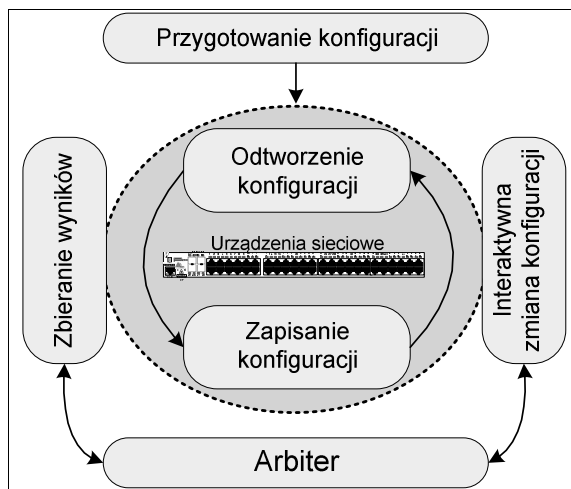 Przygotowanie konfiguracji
Odtworzenie
konfiguracji
Zbieranie wyników
Urządzenia sieciowe
Interaktywna
zmiana konfiguracji
Zapisanie
konfiguracji
Arbiter